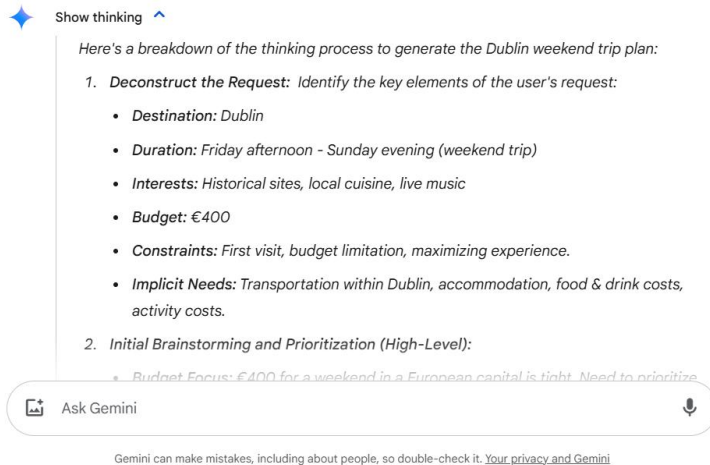 Show thinking
Here's a breakdown of the thinking process to generate the Dublin weekend trip plan:
1. Deconstruct the Request: Identify the key elements of the user's request:
• Destination: Dublin
• Duration: Friday afternoon - Sunday evening (weekend trip)
• Interests: Historical sites, local cuisine, live music
• Budget: €400
• Constraints: First visit, budget limitation, maximizing experience.
• Implicit Needs: Transportation within Dublin, accommodation, food & drink costs,
activity costs.
2. Initial Brainstorming and Prioritization (High-Level):
• Budget Focus: €400 for a weekend in a European capital is tight. Need to prioritize
Ask Gemini
Gemini can make mistakes, including about people, so double-check it. Your privacy and Gemini